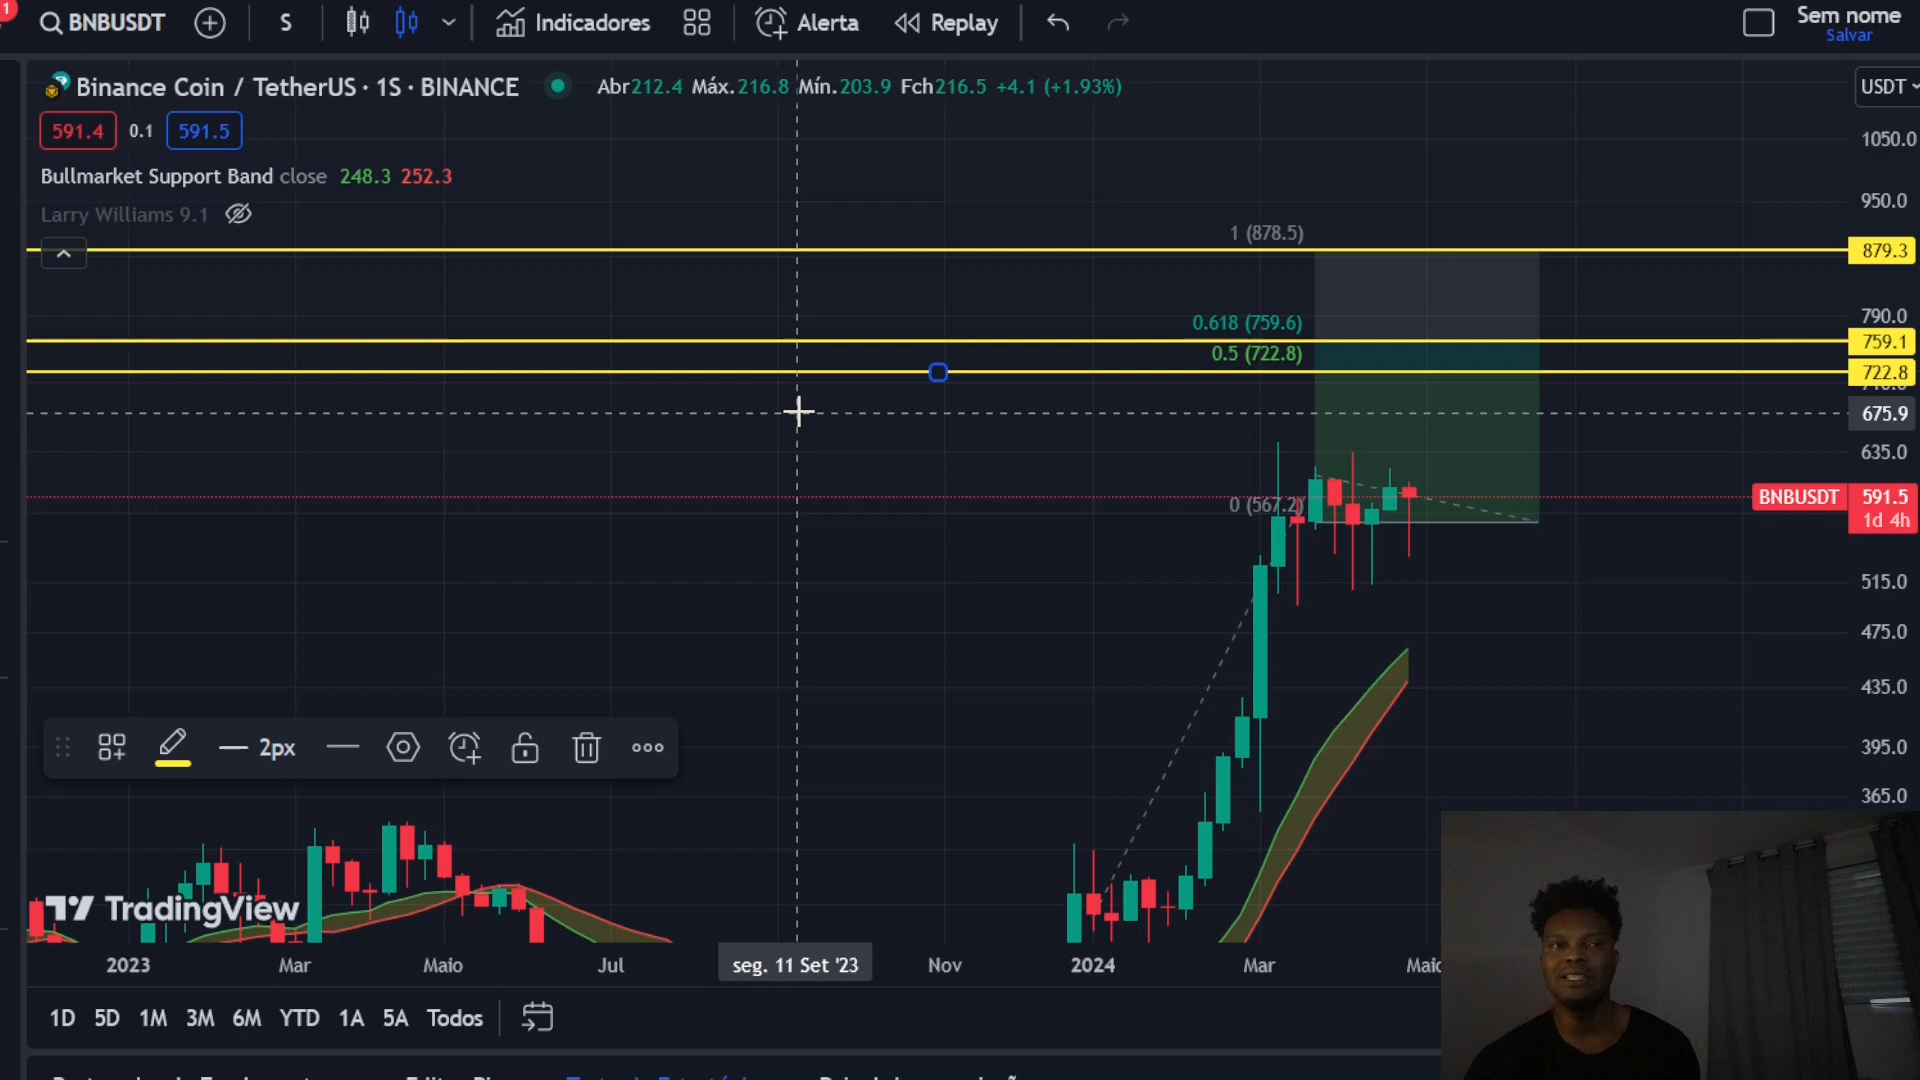 1
BNBUSDT
S
Indicadores
Alerta
Replay
Sem nome
Salvar
Binance Coin / TetherUS · 1S · BINANCE
Abr212.4 Máx.216.8 Mín.203.9 Fch216.5 +4.1 (+1.93%)
USDT
591.4 0.1 591.5
Bullmarket Support Band close 248.3 252.3
Larry Williams 9.1
1050.0
950.0
1 (878.5)
879.3
790.0
0.618 (759.6)
759.1
0.5 (722.8)
722.8
675.9
635.0
0 (567.2)
BNBUSDT 591.5
1d 4h
515.0
475.0
435.0
395.0
365.0
2px
TradingView
2023 Mar Maio Jul seg. 11 Set '23 Nov 2024 Mar Maio
1D 5D 1M 3M 6M YTD 1A 5A Todos